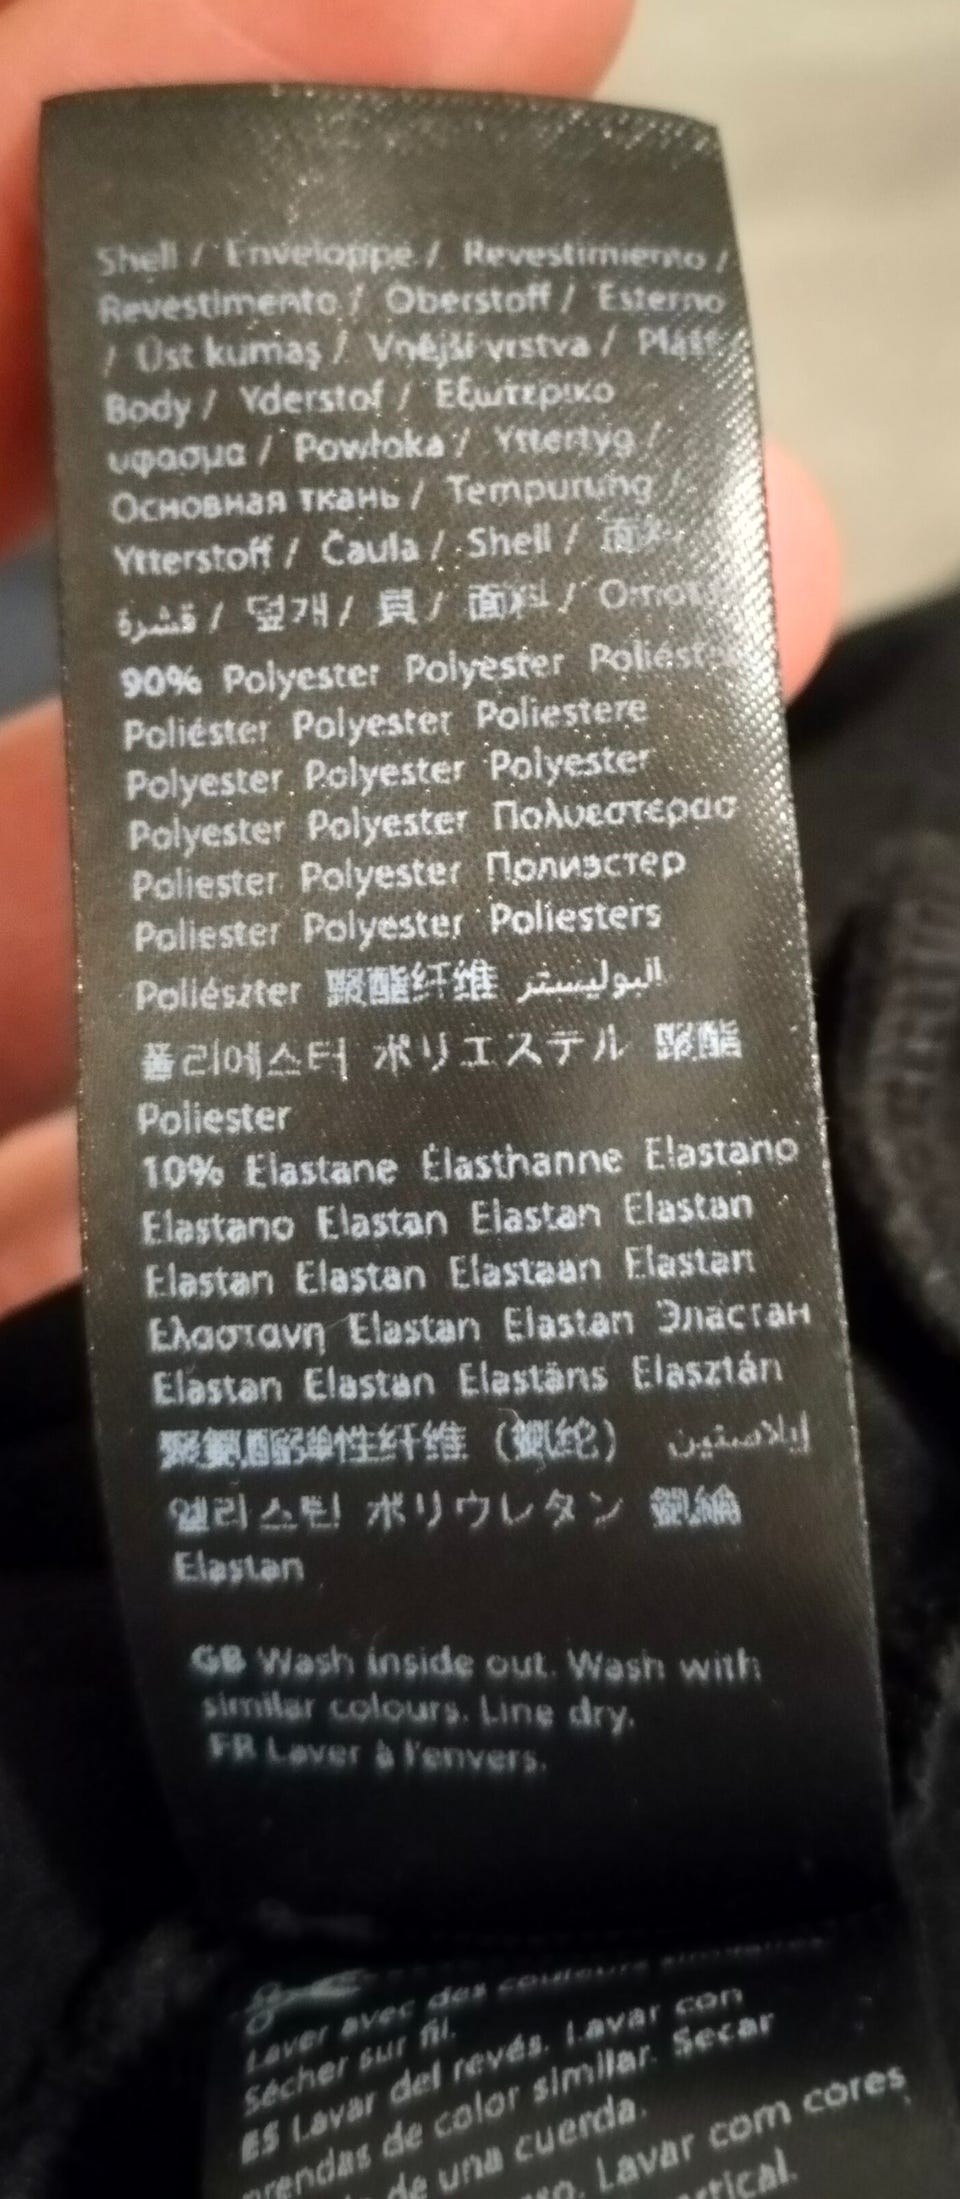 Shell / Enveloppe / Revestimiento /
Revestimento / Oberstoff / Esterno
/ Üst kumaş / Vnější vrstva / Plášť
Body / Yderstof / Εξωτερικο
υφασμα / Powłoka / Yttertyg /
Основная ткань / Tempurung /
Ytterstoff / Čaula / Shell / 面料
قشرة / 덮개 / 貝 / 面料 /
90% Polyester Polyester Poliéster
Poliéster Polyester Poliestere
Polyester Polyester Polyester
Polyester Polyester Πολυεστερας
Poliester Polyester Полиэстер
Poliester Polyester Poliesters
Poliészter 聚酯纤维 البوليستر
폴리에스터 ポリエステル 聚酯
Poliester
10% Elastane Élasthanne Elastano
Elastano Elastan Elastan Elastan
Elastan Elastan Elastaan Elastan
Ελαστανη Elastan Elastan Эластан
Elastan Elastan Elastāns Elasztán
聚氨酯弹性纤维 (氨纶) إيلاستين
엘라스틴 ポリウレタン 氨綸
Elastan
GB Wash inside out. Wash with
similar colours. Line dry.
FR Laver à l'envers.
Laver avec des couleurs similaires.
Sécher sur fil.
ES Lavar del revés. Lavar con
prendas de color similar. Secar
de una cuerda.
Lavar com cores